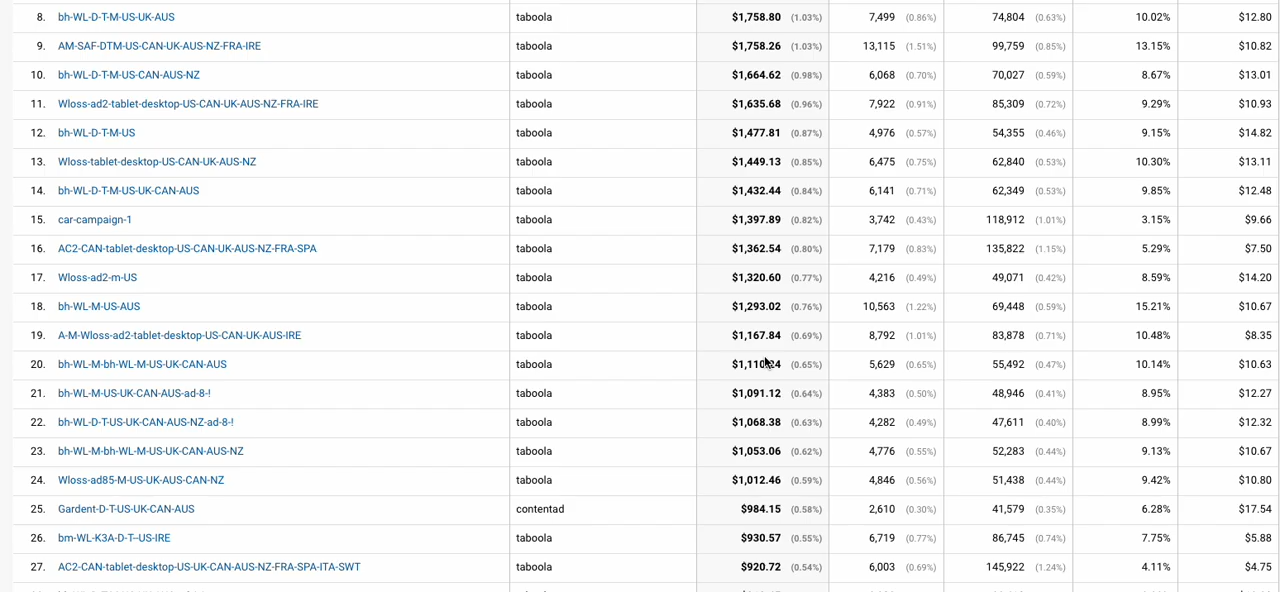 8. bh-WL-D-T-M-US-UK-AUS taboola $1,758.80 (1.03%) 7,499 (0.86%) 74,804 (0.63%) 10.02% $12.80
9. AM-SAF-DTM-US-CAN-UK-AUS-NZ-FRA-IRE taboola $1,758.26 (1.03%) 13,115 (1.51%) 99,759 (0.85%) 13.15% $10.82
10. bh-WL-D-T-M-US-CAN-AUS-NZ taboola $1,664.62 (0.98%) 6,068 (0.70%) 70,027 (0.59%) 8.67% $13.01
11. Wloss-ad2-tablet-desktop-US-CAN-UK-AUS-NZ-FRA-IRE taboola $1,635.68 (0.96%) 7,922 (0.91%) 85,309 (0.72%) 9.29% $10.93
12. bh-WL-D-T-M-US taboola $1,477.81 (0.87%) 4,976 (0.57%) 54,355 (0.46%) 9.15% $14.82
13. Wloss-tablet-desktop-US-CAN-UK-AUS-NZ taboola $1,449.13 (0.85%) 6,475 (0.75%) 62,840 (0.53%) 10.30% $13.11
14. bh-WL-D-T-M-US-UK-CAN-AUS taboola $1,432.44 (0.84%) 6,141 (0.71%) 62,349 (0.53%) 9.85% $12.48
15. car-campaign-1 taboola $1,397.89 (0.82%) 3,742 (0.43%) 118,912 (1.01%) 3.15% $9.66
16. AC2-CAN-tablet-desktop-US-CAN-UK-AUS-NZ-FRA-SPA taboola $1,362.54 (0.80%) 7,179 (0.83%) 135,822 (1.15%) 5.29% $7.50
17. Wloss-ad2-m-US taboola $1,320.60 (0.77%) 4,216 (0.49%) 49,071 (0.42%) 8.59% $14.20
18. bh-WL-M-US-AUS taboola $1,293.02 (0.76%) 10,563 (1.22%) 69,448 (0.59%) 15.21% $10.67
19. A-M-Wloss-ad2-tablet-desktop-US-CAN-UK-AUS-IRE taboola $1,167.84 (0.69%) 8,792 (1.01%) 83,878 (0.71%) 10.48% $8.35
20. bh-WL-M-bh-WL-M-US-UK-CAN-AUS taboola $1,110.24 (0.65%) 5,629 (0.65%) 55,492 (0.47%) 10.14% $10.63
21. bh-WL-M-US-UK-CAN-AUS-ad-8-! taboola $1,091.12 (0.64%) 4,383 (0.50%) 48,946 (0.41%) 8.95% $12.27
22. bh-WL-D-T-US-UK-CAN-AUS-NZ-ad-8-! taboola $1,068.38 (0.63%) 4,282 (0.49%) 47,611 (0.40%) 8.99% $12.32
23. bh-WL-M-bh-WL-M-US-UK-CAN-AUS-NZ taboola $1,053.06 (0.62%) 4,776 (0.55%) 52,283 (0.44%) 9.13% $10.67
24. Wloss-ad85-M-US-UK-AUS-CAN-NZ taboola $1,012.46 (0.59%) 4,846 (0.56%) 51,438 (0.44%) 9.42% $10.80
25. Gardent-D-T-US-UK-CAN-AUS contentad $984.15 (0.58%) 2,610 (0.30%) 41,579 (0.35%) 6.28% $17.54
26. bm-WL-K3A-D-T--US-IRE taboola $930.57 (0.55%) 6,719 (0.77%) 86,745 (0.74%) 7.75% $5.88
27. AC2-CAN-tablet-desktop-US-UK-CAN-AUS-NZ-FRA-SPA-ITA-SWT taboola $920.72 (0.54%) 6,003 (0.69%) 145,922 (1.24%) 4.11% $4.75